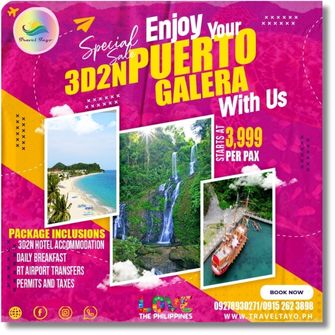 Travel Tayo
Special Sale
Enjoy Your
3D2N PUERTO
GALERA
With Us
STARTS AT
3,999
PER PAX
PACKAGE INCLUSIONS
3D2N HOTEL ACCOMMODATION
DAILY BREAKFAST
RT AIRPORT TRANSFERS
PERMITS AND TAXES
BOOK NOW
LOVE
THE PHILIPPINES
09278930271/0915 262 3898
WWW.TRAVELTAYO.PH